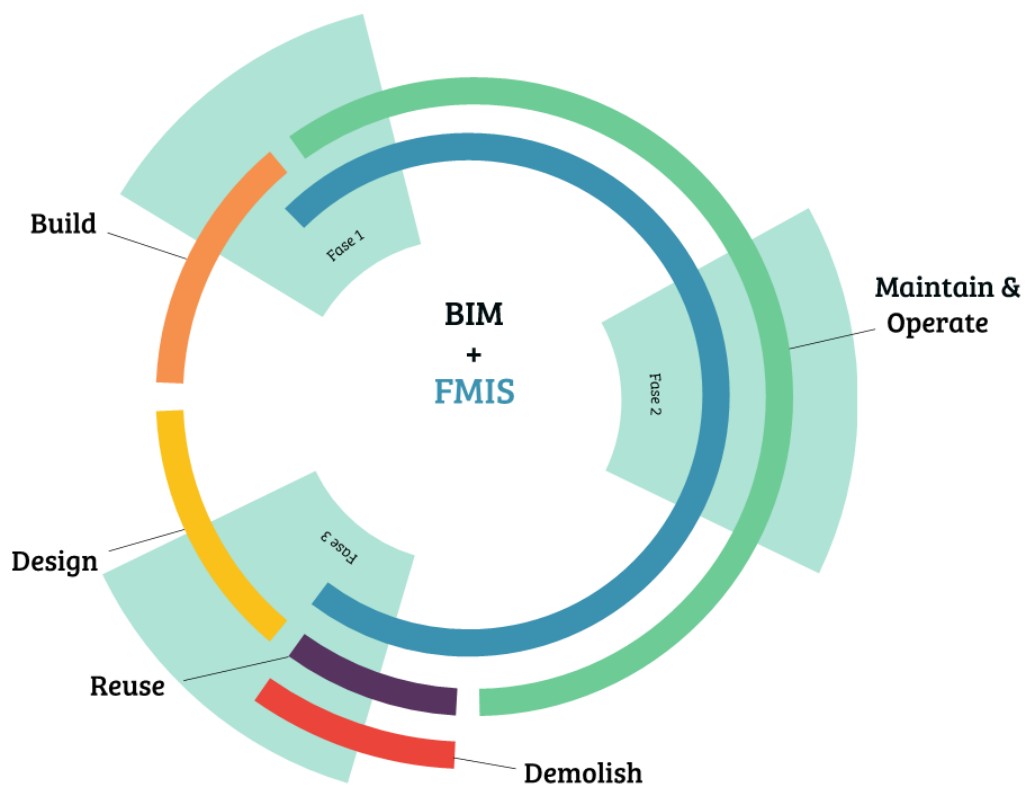 Build
Fase 1
BIM
+
FMIS
Maintain &
Operate
Fase 2
Design
Fase 3
Reuse
Demolish